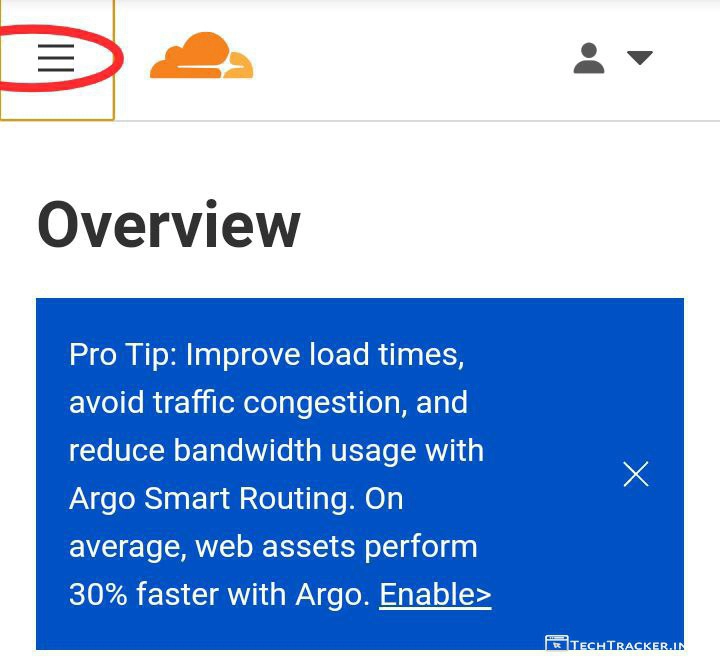 Overview
Pro Tip: Improve load times,
avoid traffic congestion, and
reduce bandwidth usage with
Argo Smart Routing. On
average, web assets perform
30% faster with Argo. Enable>
TECHTRACKER.IN